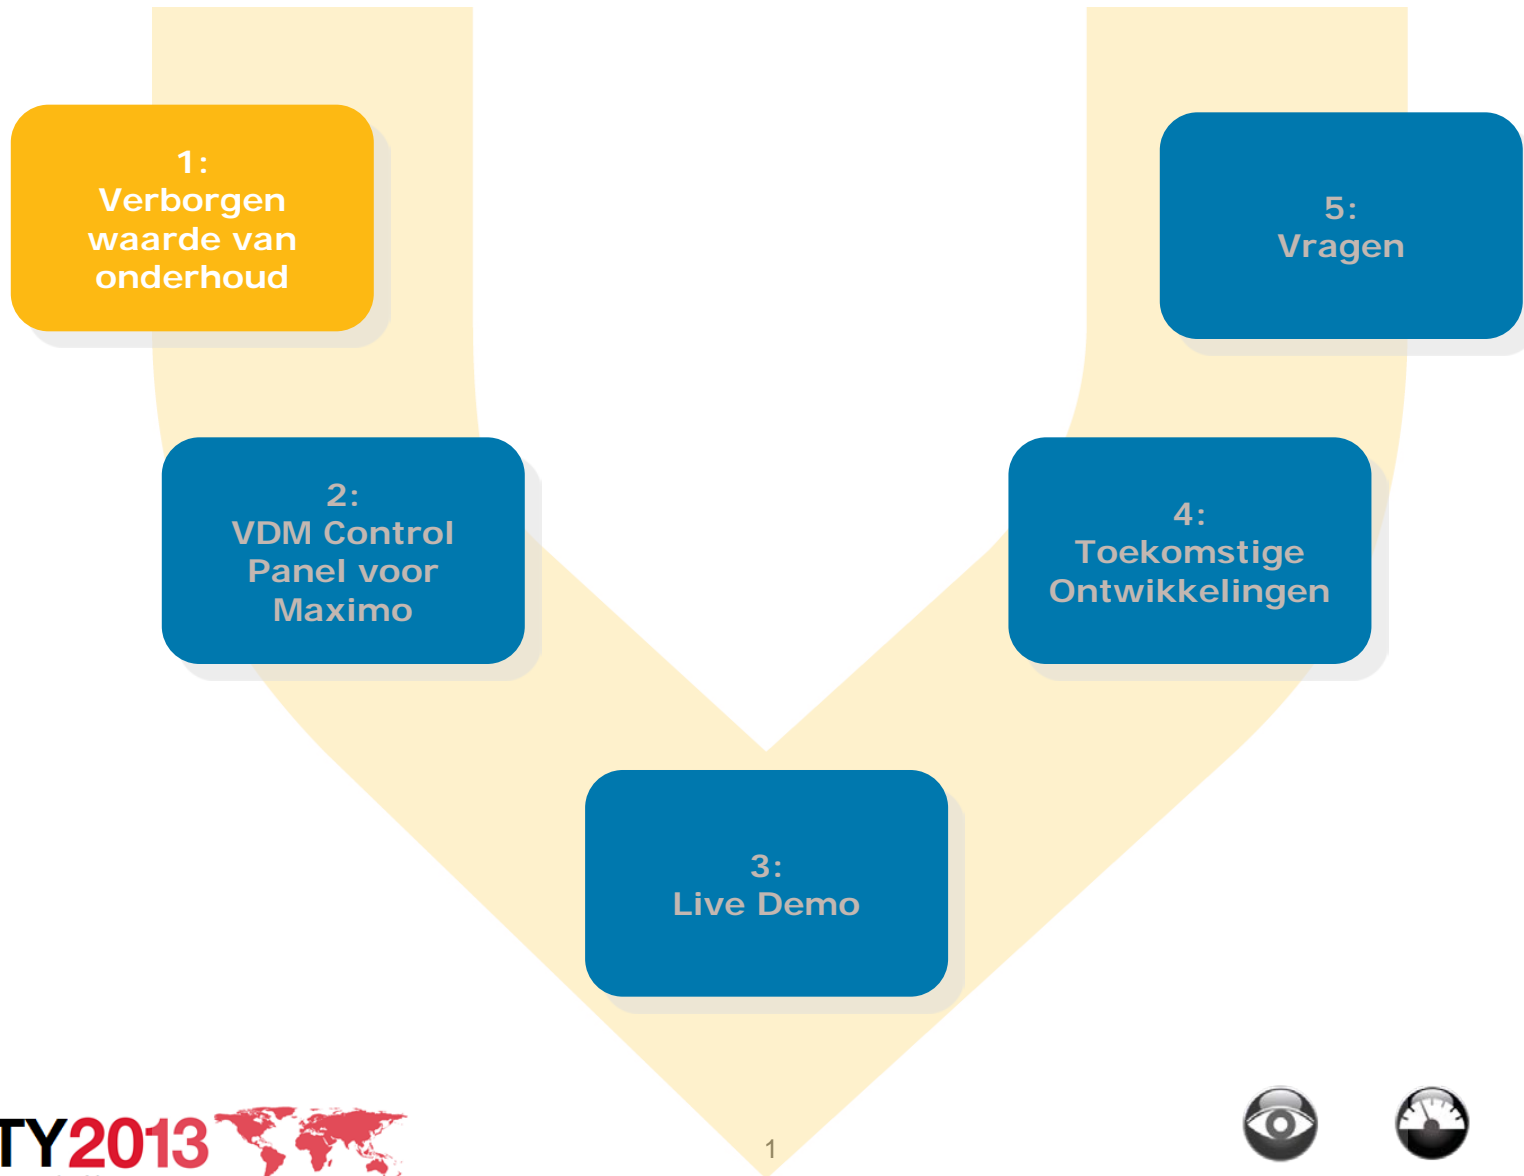 1:
Verborgen
waarde van
onderhoud
2:
VDM Control
Panel voor
Maximo
3:
Live Demo
4:
Toekomstige
Ontwikkelingen
5:
Vragen
TY2013
1